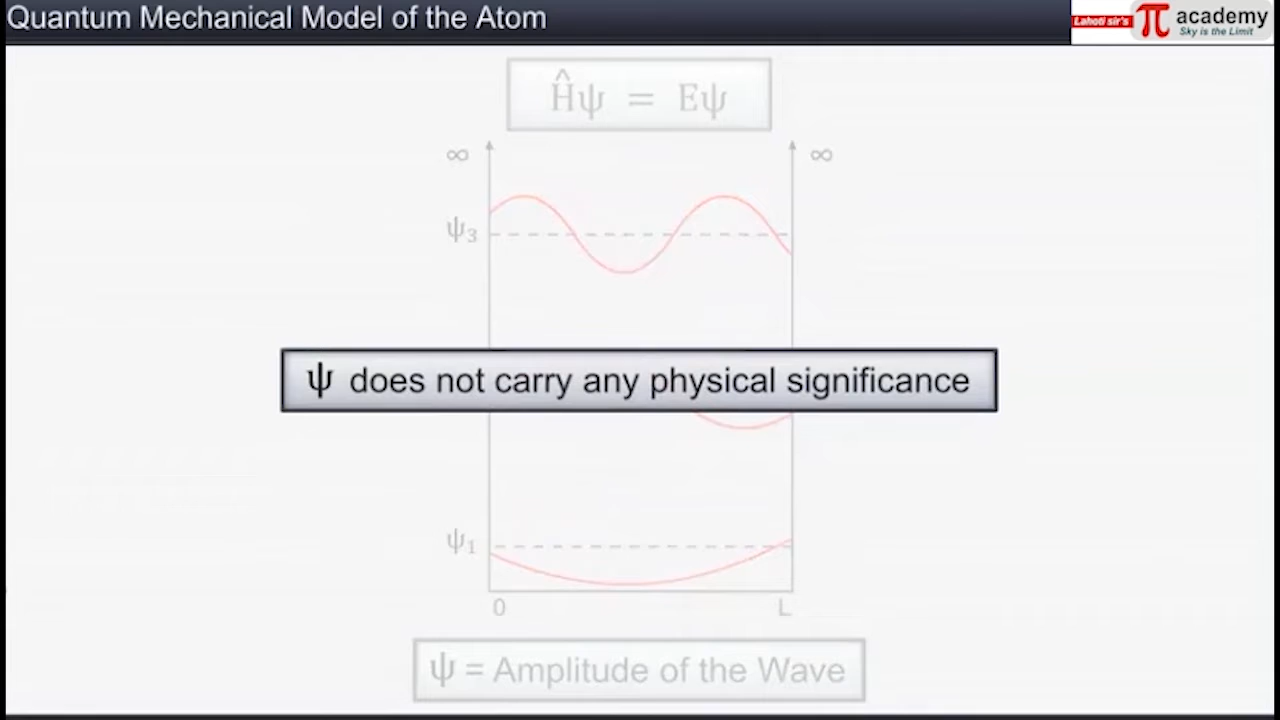 Quantum Mechanical Model of the Atom
Lahoti sir's π academy
Sky is the Limit
Ĥψ = Eψ
∞ ∞
ψ₃
ψ does not carry any physical significance
ψ₁
0 L
ψ = Amplitude of the Wave